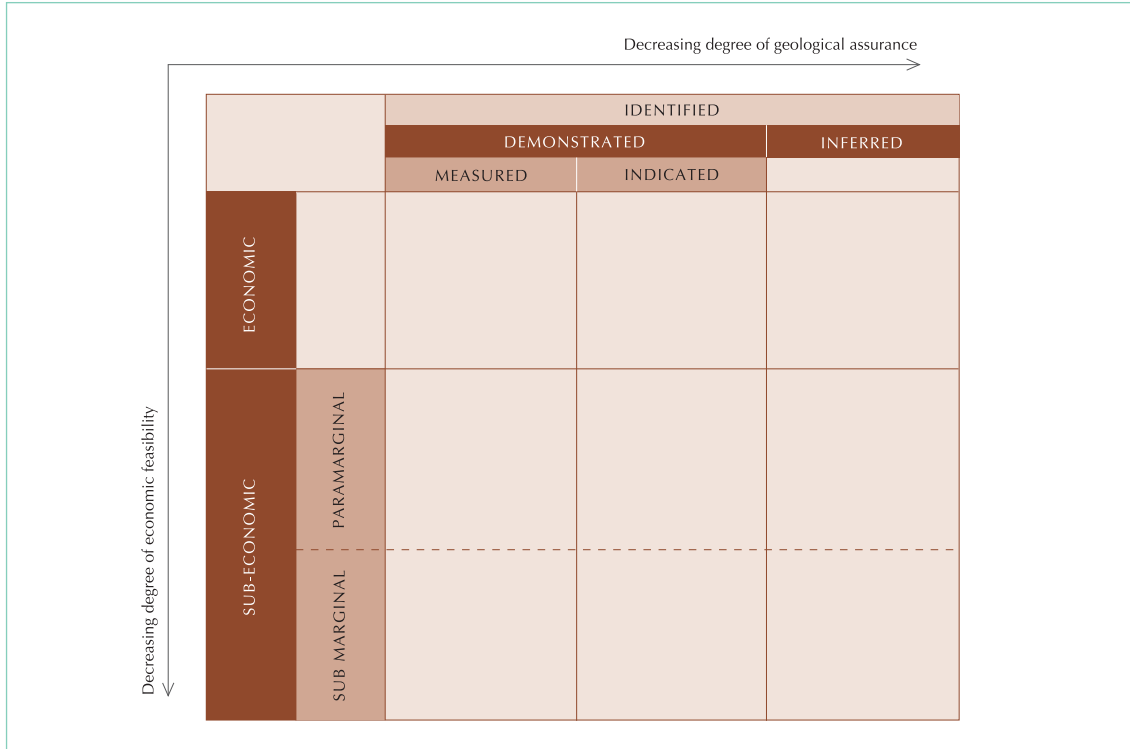 Decreasing degree of geological assurance
IDENTIFIED
DEMONSTRATED
INFERRED
MEASURED
INDICATED
ECONOMIC
SUB-ECONOMIC
PARAMARGINAL
SUB MARGINAL
Decreasing degree of economic feasibility